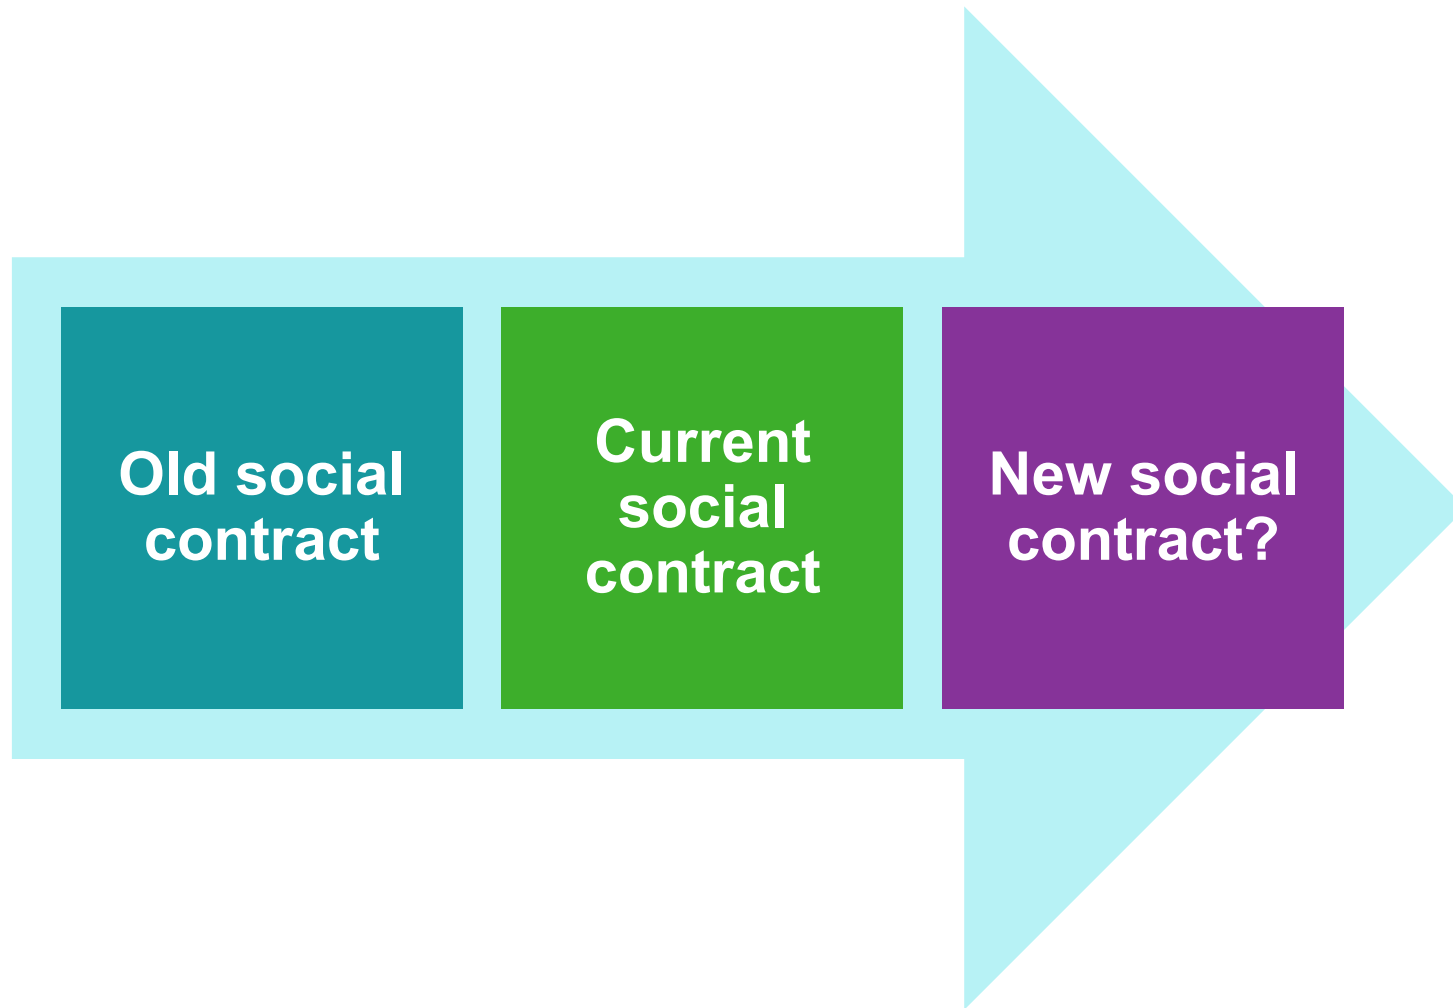 Old social
contract
Current
social
contract
New social
contract?